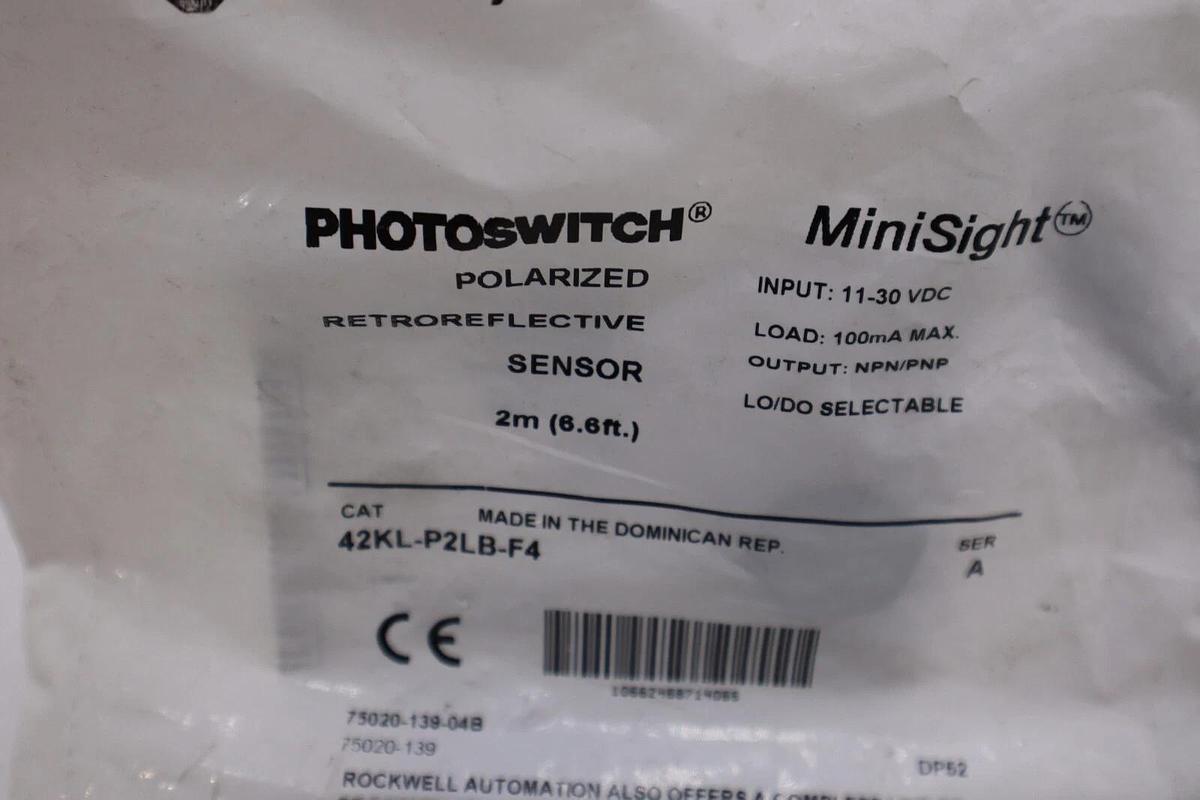 PHOTOSWITCH®
POLARIZED
RETROREFLECTIVE
SENSOR
2m (6.6ft.)
MiniSight™
INPUT: 11-30 VDC
LOAD: 100mA MAX.
OUTPUT: NPN/PNP
LO/DO SELECTABLE
CAT
42KL-P2LB-F4
MADE IN THE DOMINICAN REP.
SER
A
CE
75020-139-04B
75020-139
DP52
ROCKWELL AUTOMATION ALSO OFFERS A